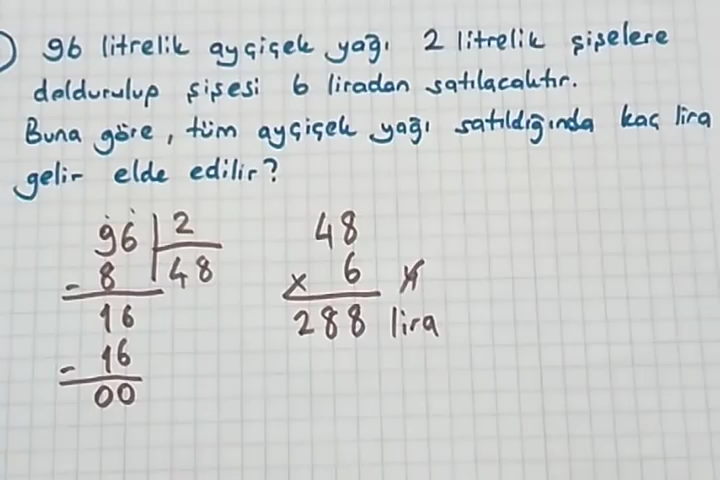 96 litrelik ayçiçek yağı 2 litrelik şişelere
doldurulup şişesi 6 liradan satılacaktır.
Buna göre, tüm ayçiçek yağı satıldığında kaç lira
gelir elde edilir?
96 | 2
- 8 | 48
16
- 16
00
48
x 6
288 lira